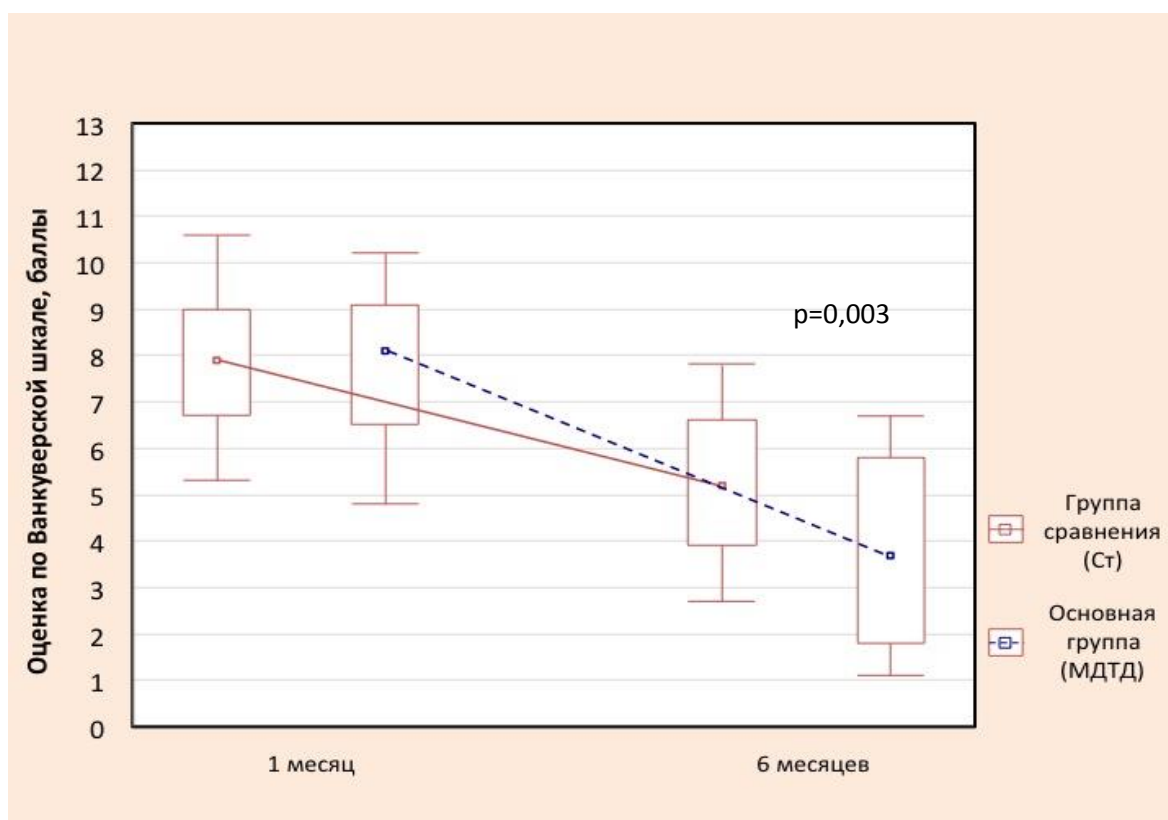 Оценка по Ванкуверской шкале, баллы
13
12
11
10
9
8
7
6
5
4
3
2
1
0
p=0,003
1 месяц
6 месяцев
Группа
сравнения
(Ст)
Основная
группа
(МДТД)